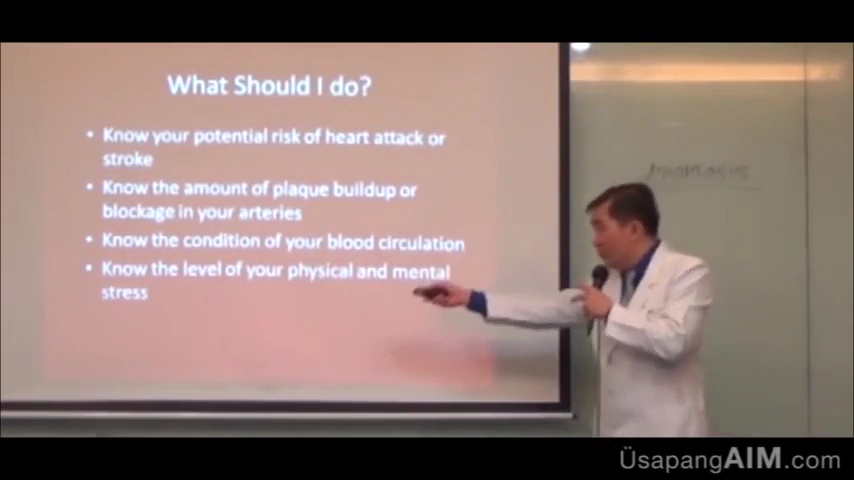 What Should I do?
• Know your potential risk of heart attack or
stroke
• Know the amount of plaque buildup or
blockage in your arteries
• Know the condition of your blood circulation
• Know the level of your physical and mental
stress
ÜsapangAIM.com